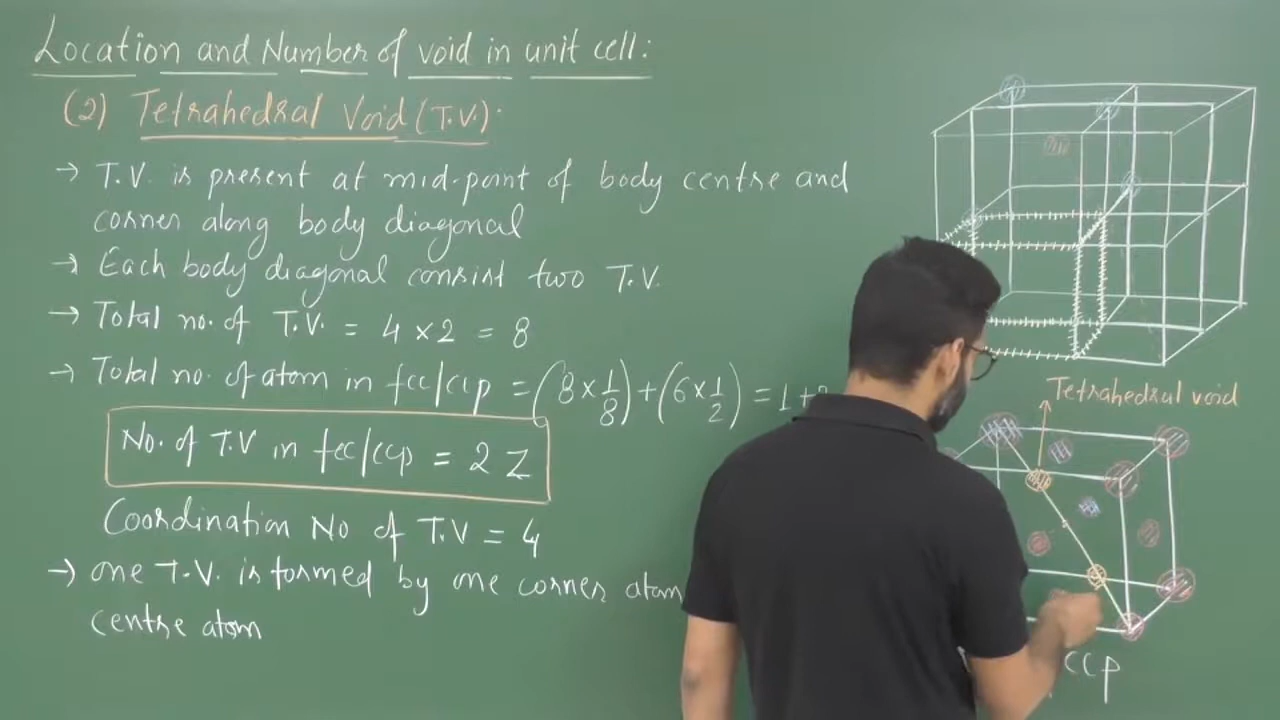 Location and Number of void in unit cell:
(2) Tetrahedral Void (T.V).
→ T.V. is present at mid-point of body centre and
corner along body diagonal
→ Each body diagonal consist two T.V.
→ Total no. of T.V. = 4 × 2 = 8
→ Total no. of atom in fcc/ccp = (8 × 1/8) + (6 × 1/2) = 1 +
No. of T.V in fcc/ccp = 2 Z
Coordination No of T.V = 4
→ one T.V. is formed by one corner atom
centre atom
Tetrahedral void
CCP